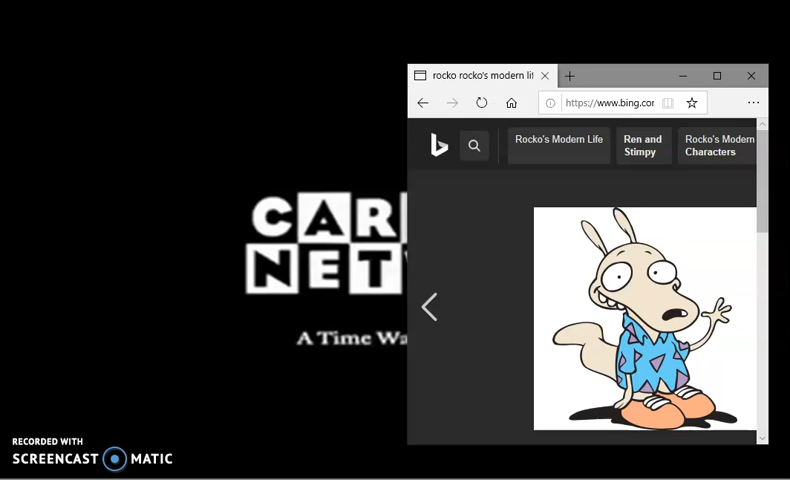 rocko rocko's modern lif
https://www.bing.cor
Rocko's Modern Life
Ren and
Stimpy
Rocko's Modern
Characters
CAR
NET
A Time Wa
RECORDED WITH
SCREENCAST MATIC